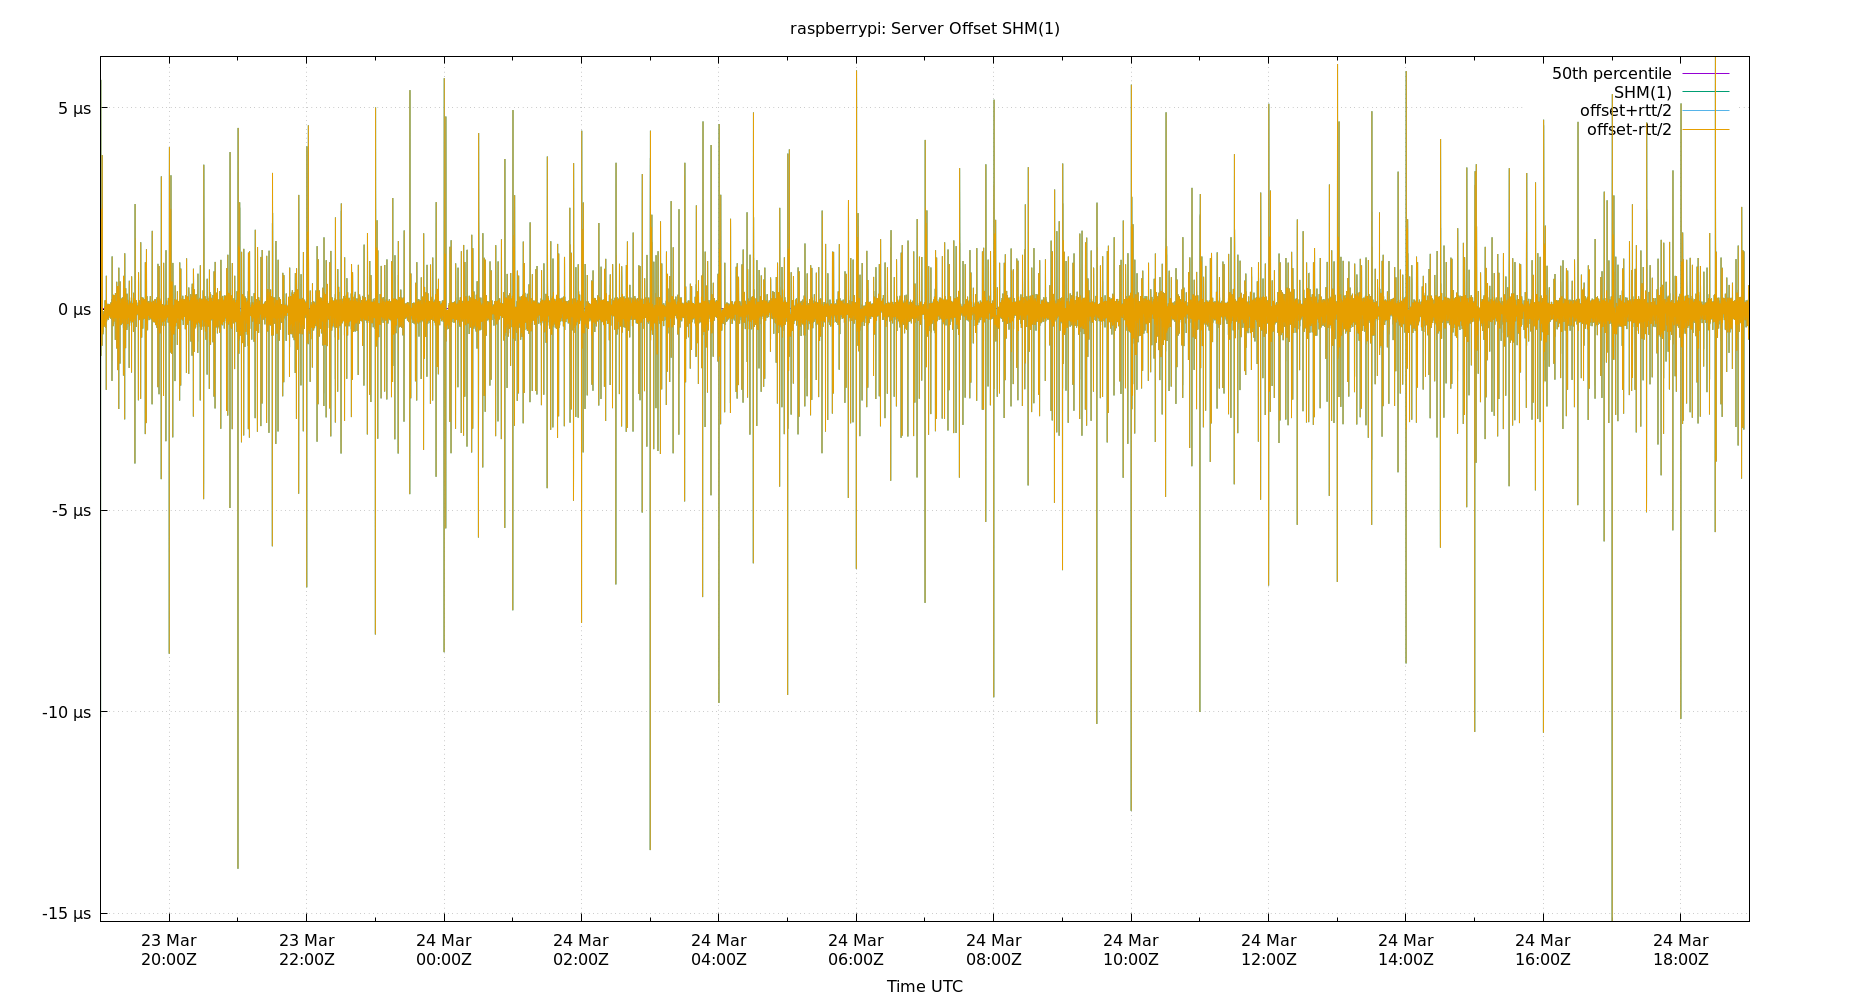 raspberrypi: Server Offset SHM(1)
50th percentile
SHM(1)
offset+rtt/2
offset-rtt/2
5 µs
0 µs
-5 µs
-10 µs
-15 µs
23 Mar 23 Mar 24 Mar 24 Mar 24 Mar 24 Mar 24 Mar 24 Mar 24 Mar 24 Mar 24 Mar 24 Mar
20:00Z 22:00Z 00:00Z 02:00Z 04:00Z 06:00Z 08:00Z 10:00Z 12:00Z 14:00Z 16:00Z 18:00Z
Time UTC